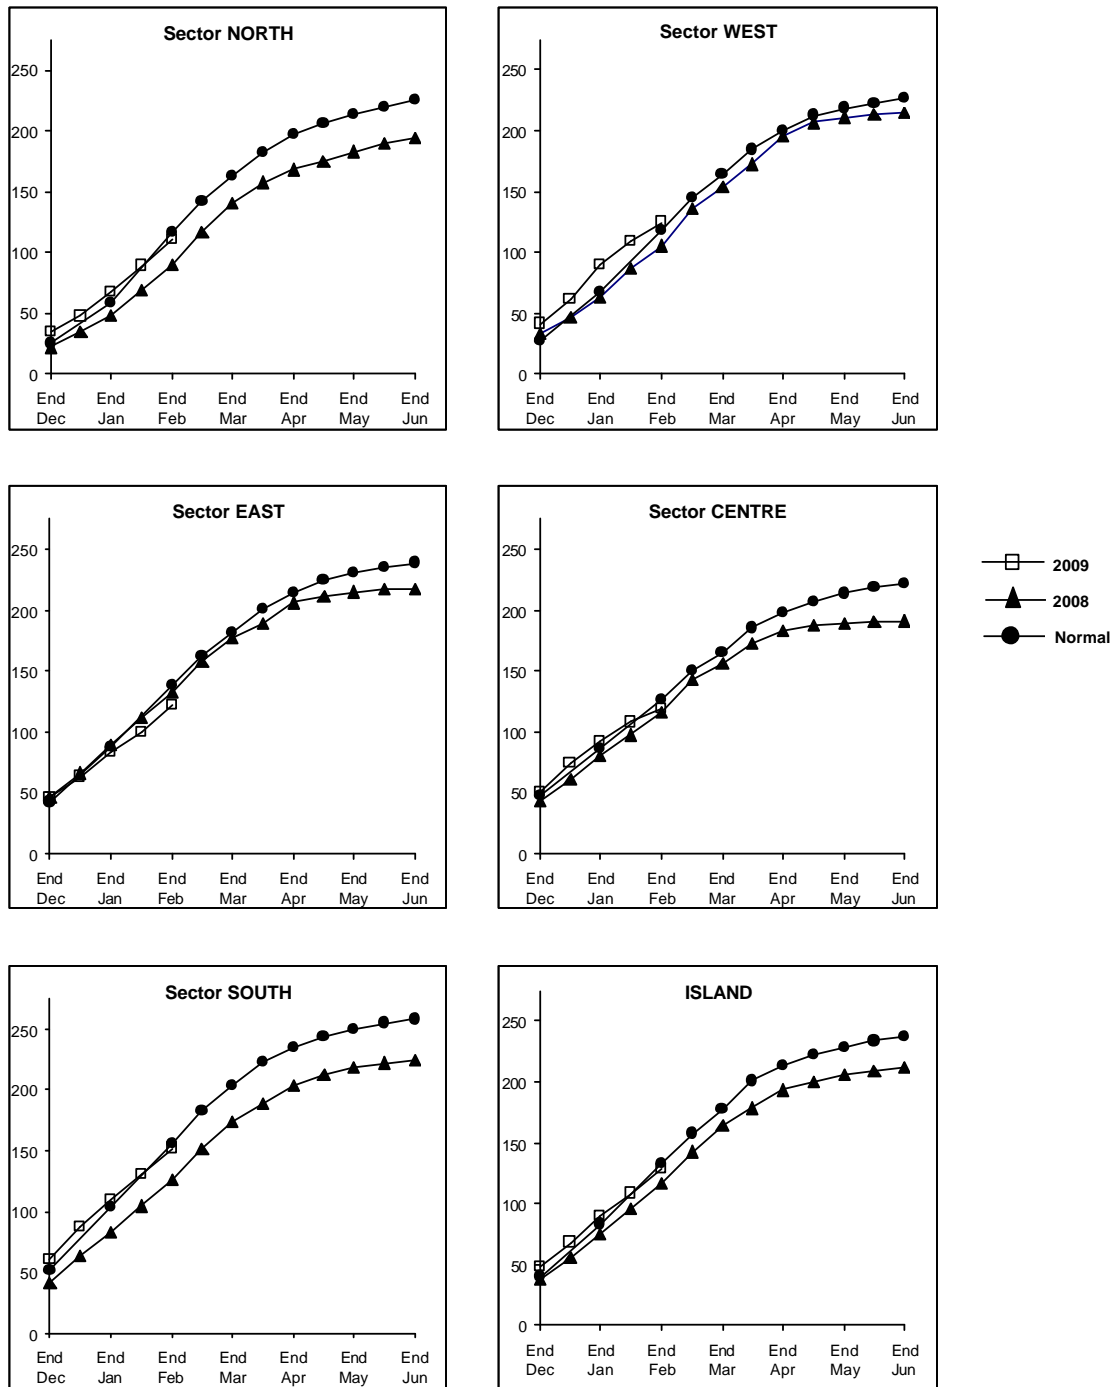 Sector NORTH
250
200
150
100
50
0
End End End End End End End
Dec Jan Feb Mar Apr May Jun
Sector WEST
250
200
150
100
50
0
End End End End End End End
Dec Jan Feb Mar Apr May Jun
Sector EAST
250
200
150
100
50
0
End End End End End End End
Dec Jan Feb Mar Apr May Jun
Sector CENTRE
250
200
150
100
50
0
End End End End End End End
Dec Jan Feb Mar Apr May Jun
2009
2008
Normal
Sector SOUTH
250
200
150
100
50
0
End End End End End End End
Dec Jan Feb Mar Apr May Jun
ISLAND
250
200
150
100
50
0
End End End End End End End
Dec Jan Feb Mar Apr May Jun